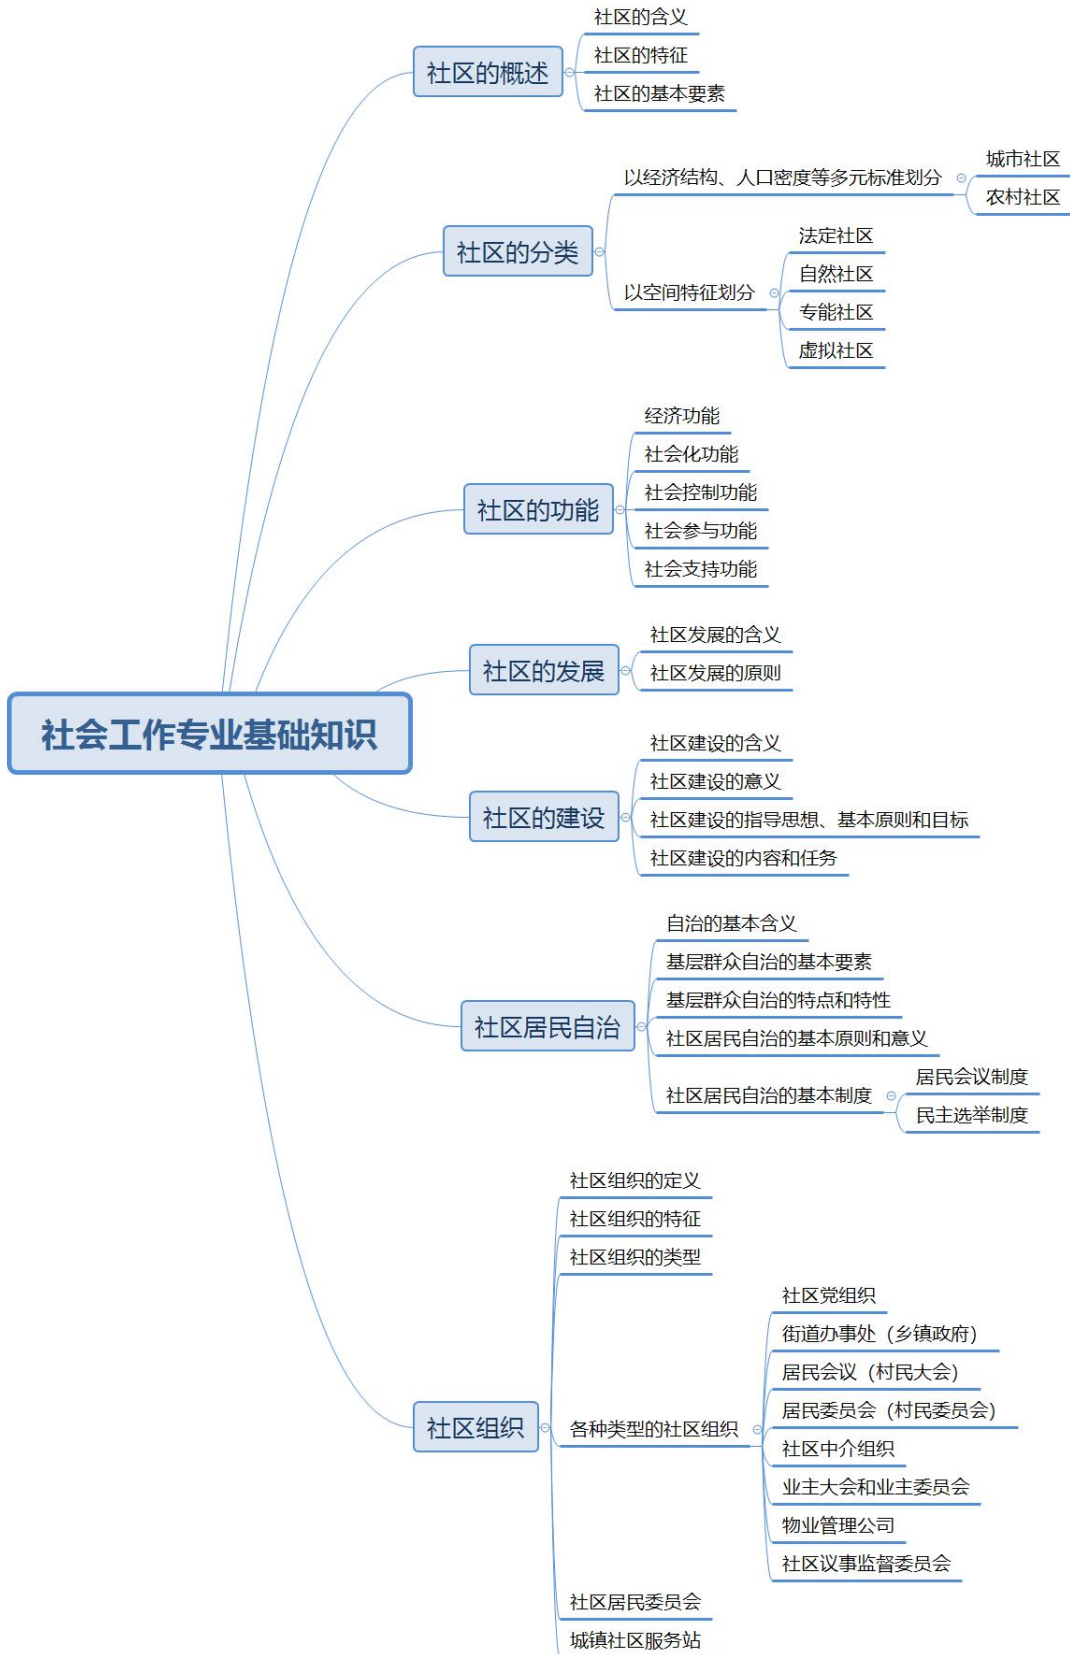 社会工作专业基础知识
社区的概述
社区的含义
社区的特征
社区的基本要素
社区的分类
以经济结构、人口密度等多元标准划分
城市社区
农村社区
以空间特征划分
法定社区
自然社区
专能社区
虚拟社区
社区的功能
经济功能
社会化功能
社会控制功能
社会参与功能
社会支持功能
社区的发展
社区发展的含义
社区发展的原则
社区的建设
社区建设的含义
社区建设的意义
社区建设的指导思想、基本原则和目标
社区建设的内容和任务
社区居民自治
自治的基本含义
基层群众自治的基本要素
基层群众自治的特点和特性
社区居民自治的基本原则和意义
社区居民自治的基本制度
居民会议制度
民主选举制度
社区组织
社区组织的定义
社区组织的特征
社区组织的类型
各种类型的社区组织
社区党组织
街道办事处（乡镇政府）
居民会议（村民大会）
居民委员会（村民委员会）
社区中介组织
业主大会和业主委员会
物业管理公司
社区议事监督委员会
社区居民委员会
城镇社区服务站